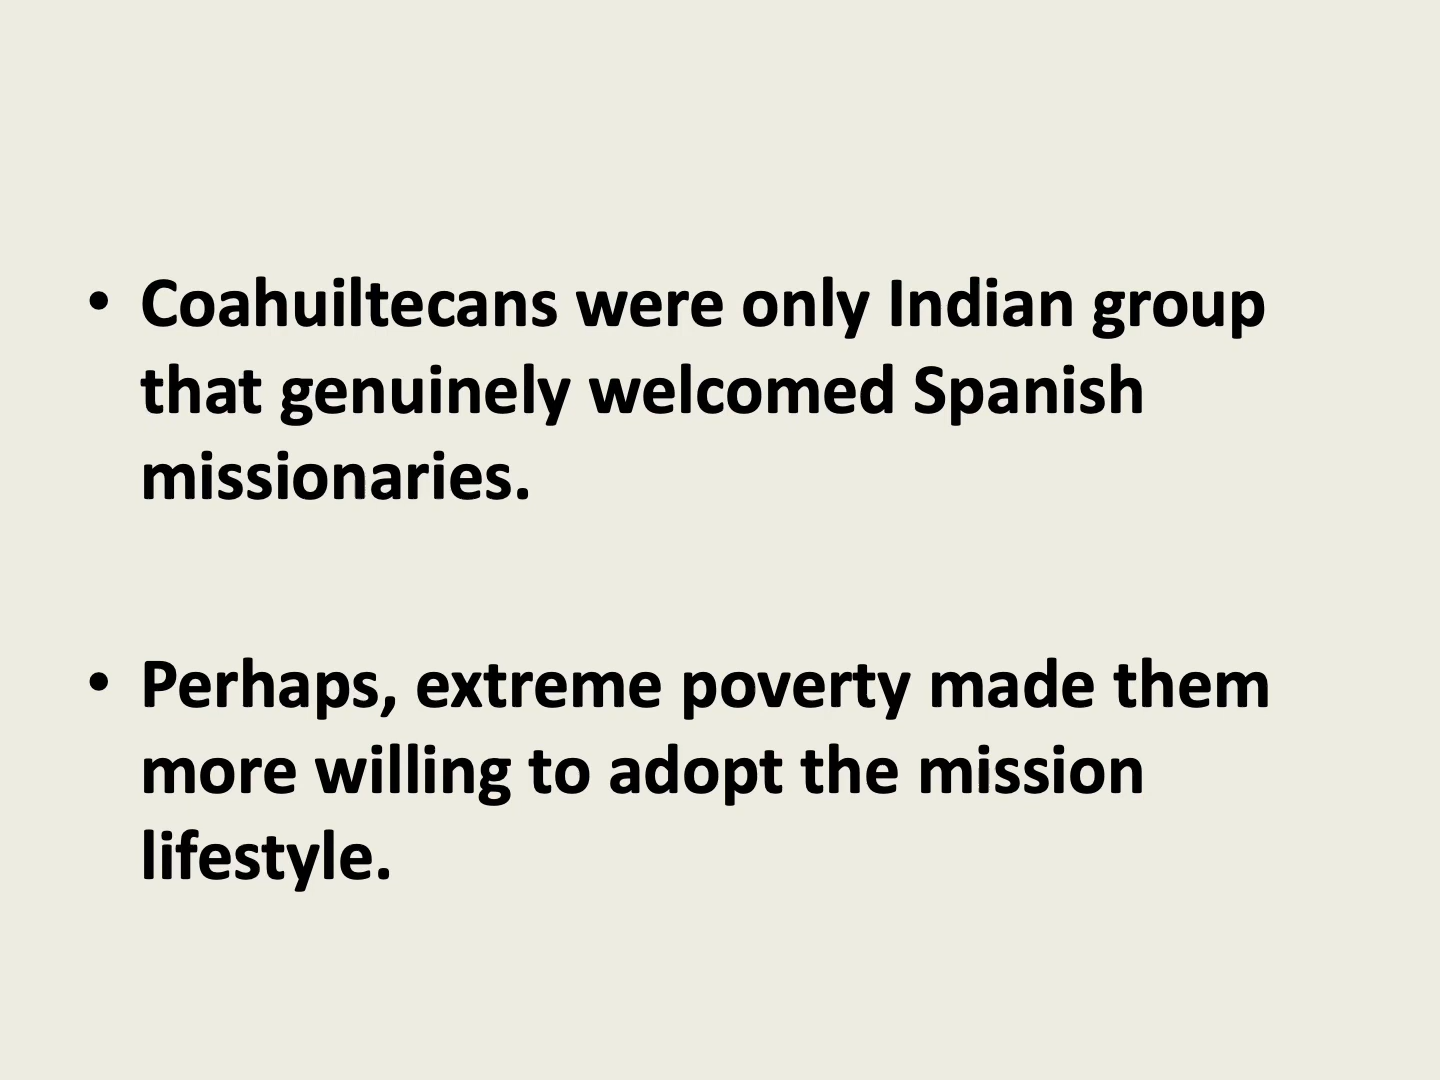 • Coahuiltecans were only Indian group
that genuinely welcomed Spanish
missionaries.
• Perhaps, extreme poverty made them
more willing to adopt the mission
lifestyle.